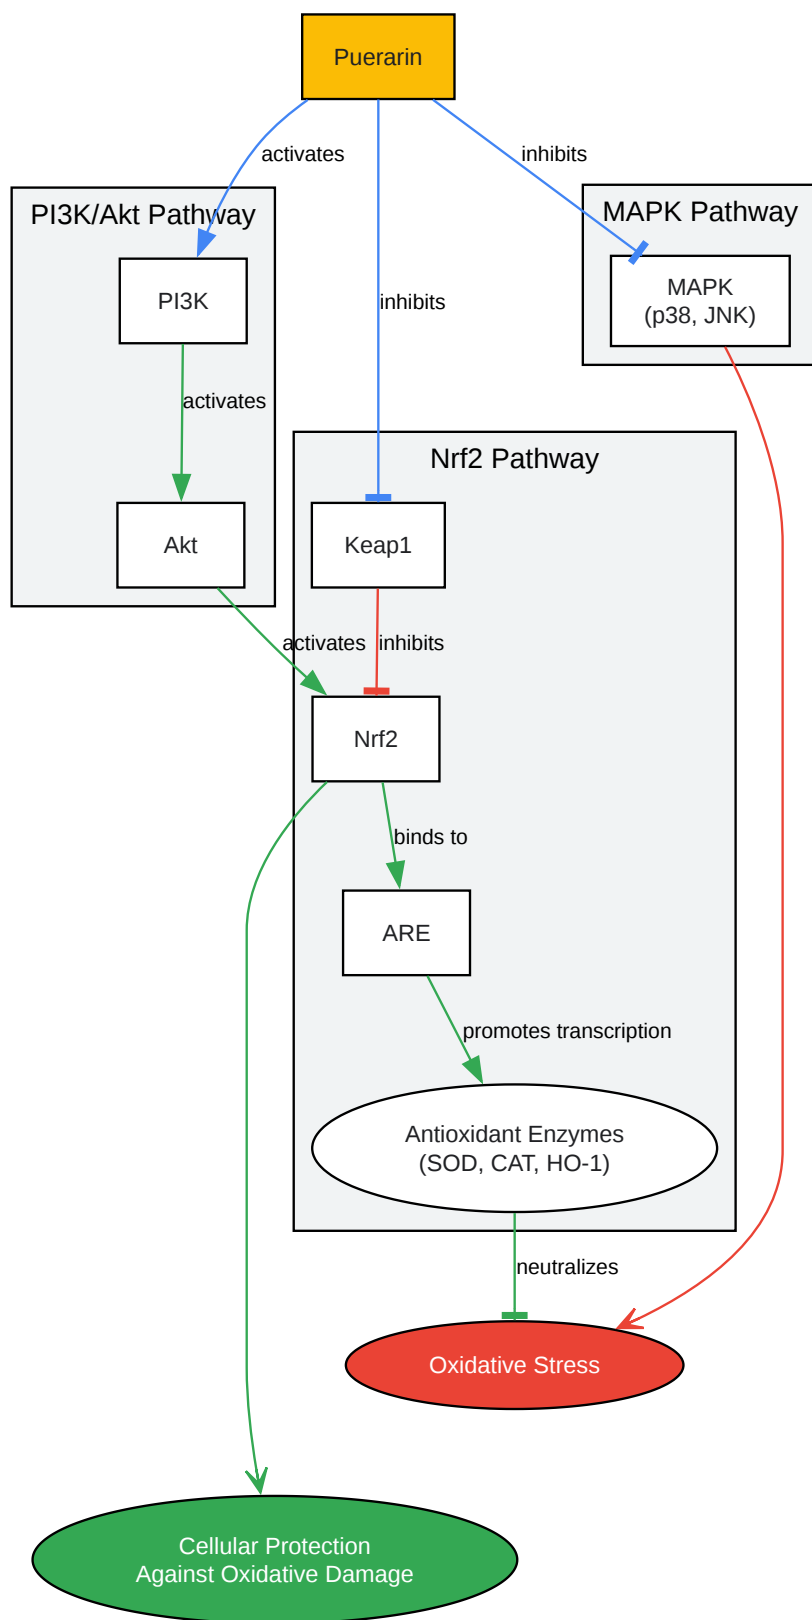 Puerarin
activates
inhibits
PI3K/Akt Pathway
MAPK Pathway
PI3K
MAPK
(p38, JNK)
inhibits
activates
Nrf2 Pathway
Akt
Keap1
activates
inhibits
Nrf2
binds to
ARE
promotes transcription
Antioxidant Enzymes
(SOD, CAT, HO-1)
neutralizes
Oxidative Stress
Cellular Protection
Against Oxidative Damage